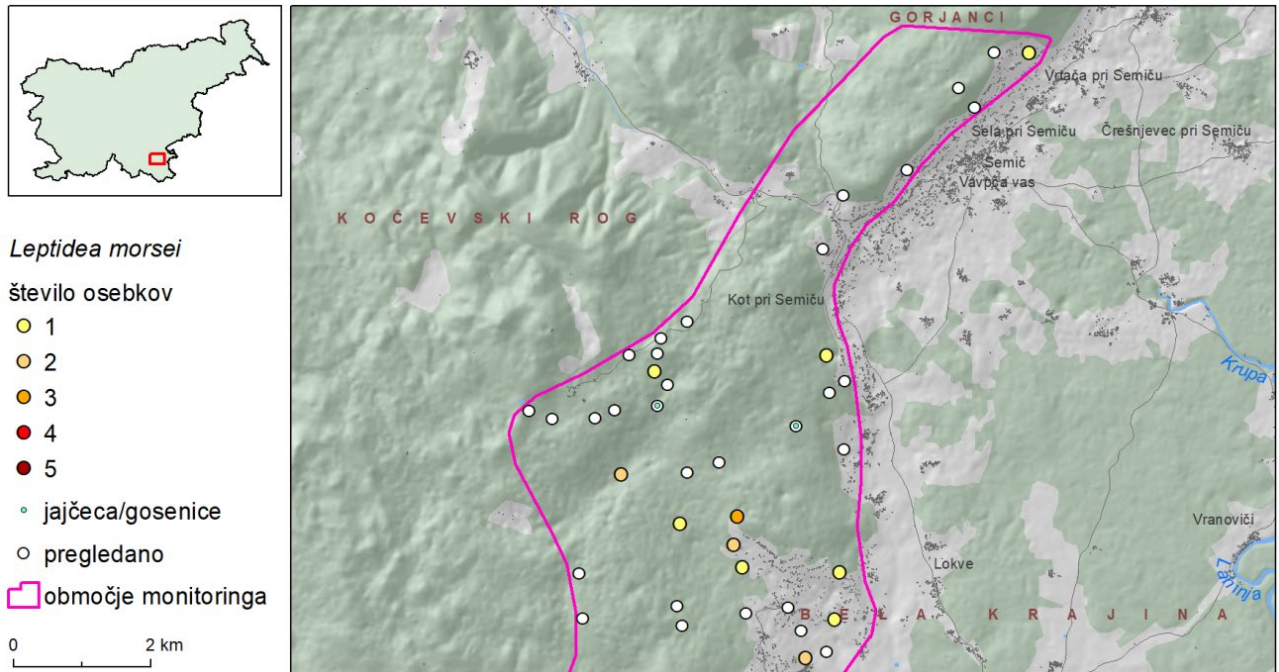 Leptidea morsei
število osebkov
1
2
3
4
5
jajčeca/gosenice
pregledano
območje monitoringa
0 2 km
GORJANCI
Vrtača pri Semiču
Sela pri Semiču
Črešnjevec pri Semiču
Semič
Vavpča vas
KOČEVSKI ROG
Kot pri Semiču
Krupa
Vranoviči
Lokve
Lahinja
BELA KRAJINA